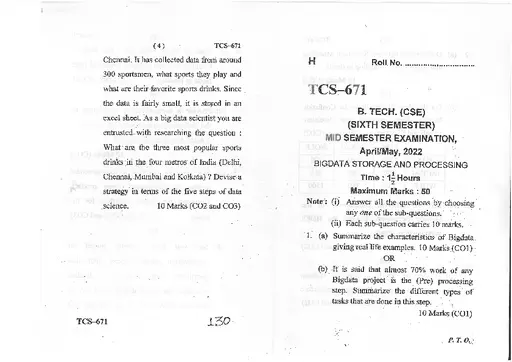 ( 4 ) TCS-671
Chennai. It has collected data from around
300 sportsmen, what sports they play and
what are their favorite sports drinks. Since
the data is fairly small, it is stored in an
excel sheet. As a big data scientist you are
entrusted with researching the question :
What are the three most popular sports
drinks in the four metros of India (Delhi,
Chennai, Mumbai and Kolkata) ? Devise a
strategy in terms of the five steps of data
science. 10 Marks (CO2 and CO3)
TCS-671 130
H Roll No. ..............................
TCS-671
B. TECH. (CSE)
(SIXTH SEMESTER)
MID SEMESTER EXAMINATION,
April/May, 2022
BIGDATA STORAGE AND PROCESSING
Time : 1½ Hours
Maximum Marks : 50
Note : (i) Answer all the questions by choosing
any one of the sub-questions.
(ii) Each sub-question carries 10 marks.
1. (a) Summarize the characteristics of Bigdata
giving real life examples. 10 Marks (CO1)
OR
(b) It is said that almost 70% work of any
Bigdata project is the (Pre) processing
step. Summarize the different types of
tasks that are done in this step.
10 Marks (CO1)
P. T. O.